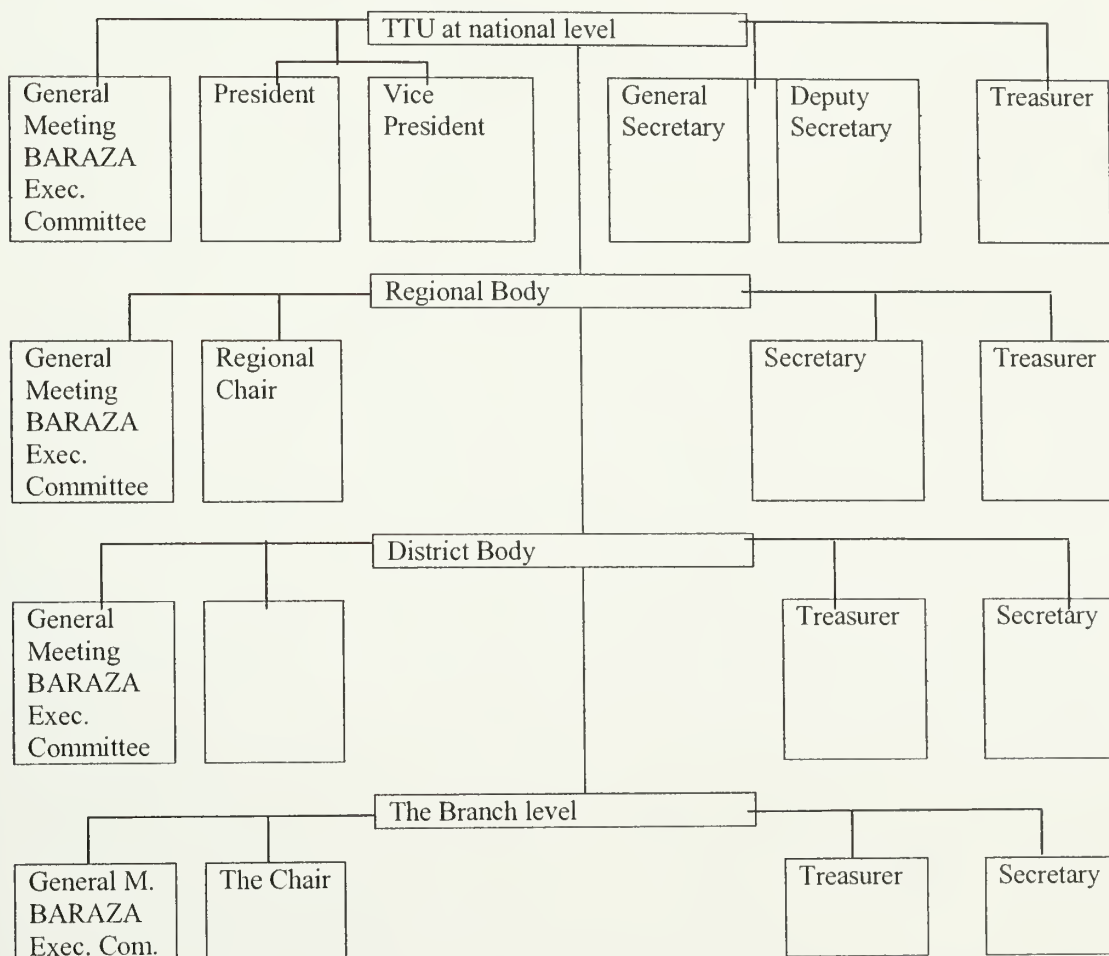 TTU at national level
General
Meeting
BARAZA
Exec.
Committee
President
Vice
President
General
Secretary
Deputy
Secretary
Treasurer
Regional Body
General
Meeting
BARAZA
Exec.
Committee
Regional
Chair
Secretary
Treasurer
District Body
General
Meeting
BARAZA
Exec.
Committee
Treasurer
Secretary
The Branch level
General M.
BARAZA
Exec. Com.
The Chair
Treasurer
Secretary